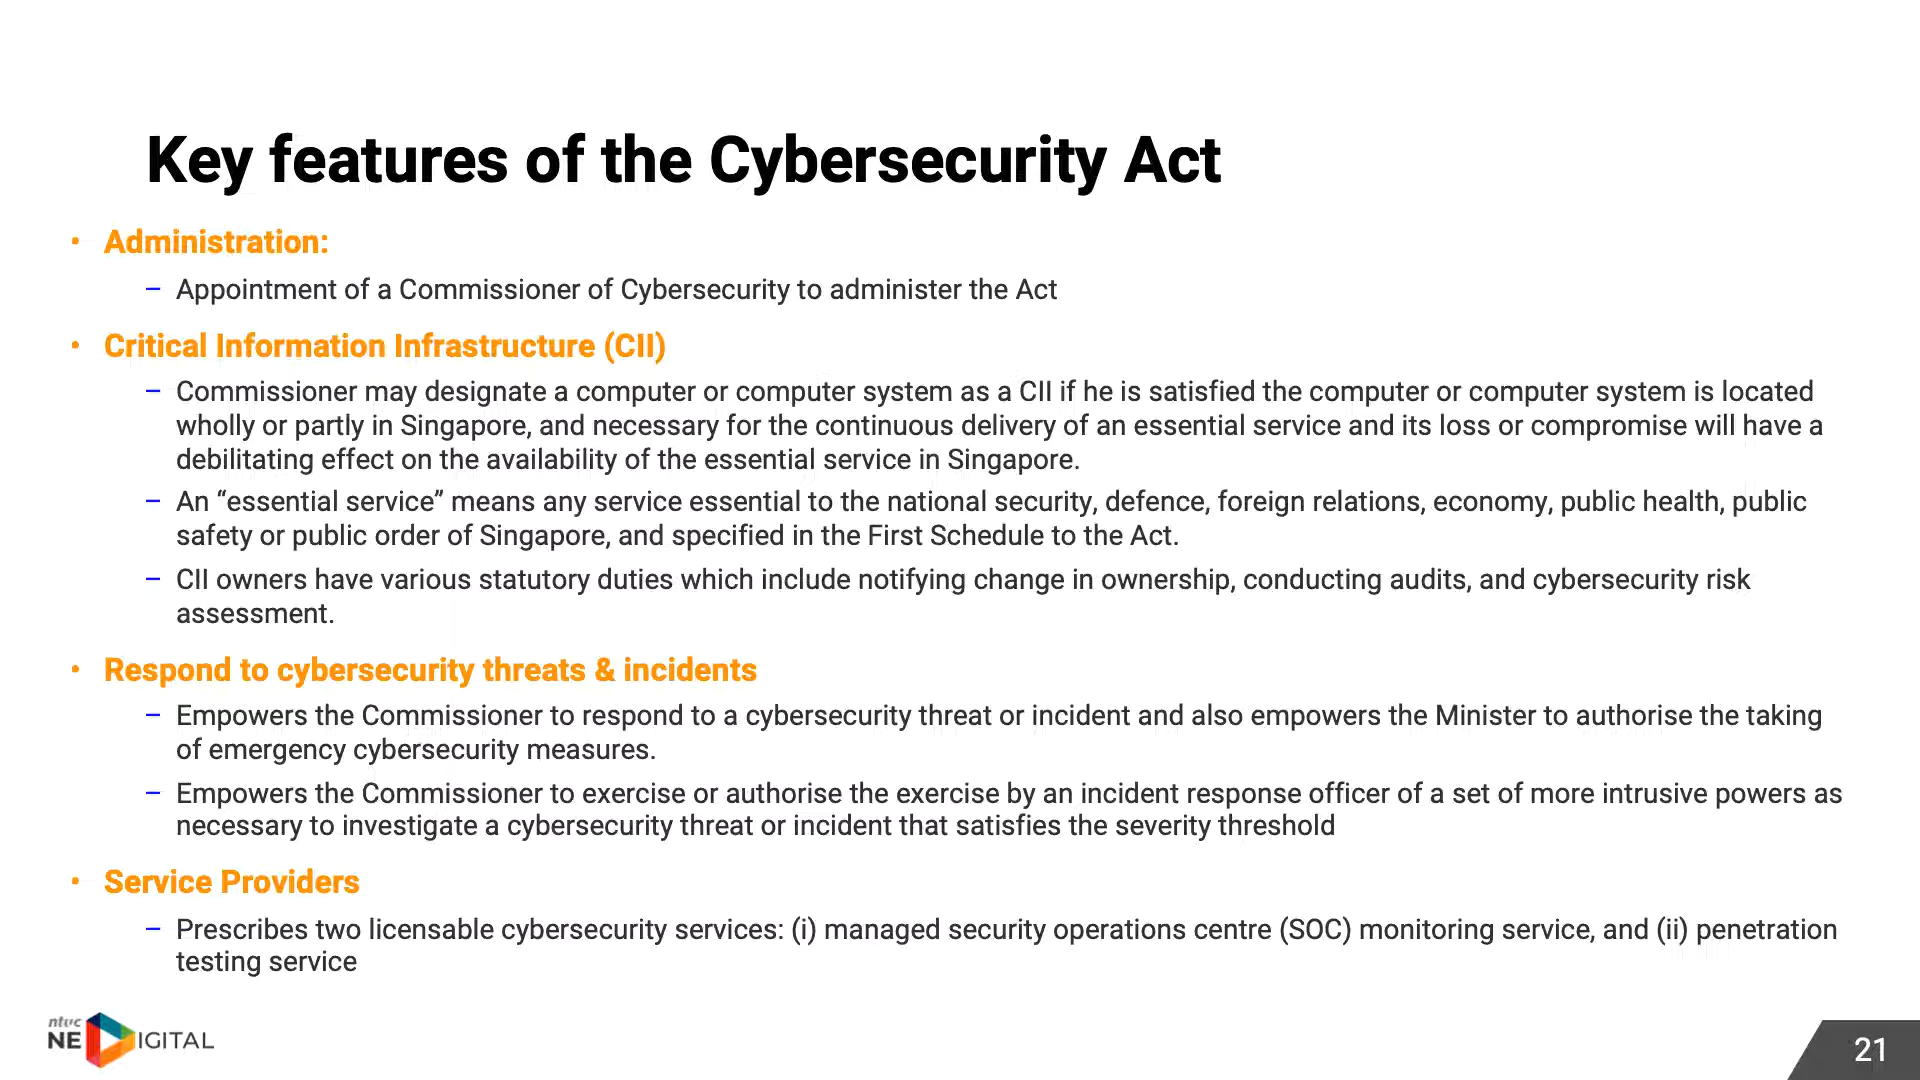 Key features of the Cybersecurity Act
• Administration:
– Appointment of a Commissioner of Cybersecurity to administer the Act
• Critical Information Infrastructure (CII)
– Commissioner may designate a computer or computer system as a CII if he is satisfied the computer or computer system is located
wholly or partly in Singapore, and necessary for the continuous delivery of an essential service and its loss or compromise will have a
debilitating effect on the availability of the essential service in Singapore.
– An “essential service” means any service essential to the national security, defence, foreign relations, economy, public health, public
safety or public order of Singapore, and specified in the First Schedule to the Act.
– CII owners have various statutory duties which include notifying change in ownership, conducting audits, and cybersecurity risk
assessment.
• Respond to cybersecurity threats & incidents
– Empowers the Commissioner to respond to a cybersecurity threat or incident and also empowers the Minister to authorise the taking
of emergency cybersecurity measures.
– Empowers the Commissioner to exercise or authorise the exercise by an incident response officer of a set of more intrusive powers as
necessary to investigate a cybersecurity threat or incident that satisfies the severity threshold
• Service Providers
– Prescribes two licensable cybersecurity services: (i) managed security operations centre (SOC) monitoring service, and (ii) penetration
testing service
ntuc
NE IGITAL
21